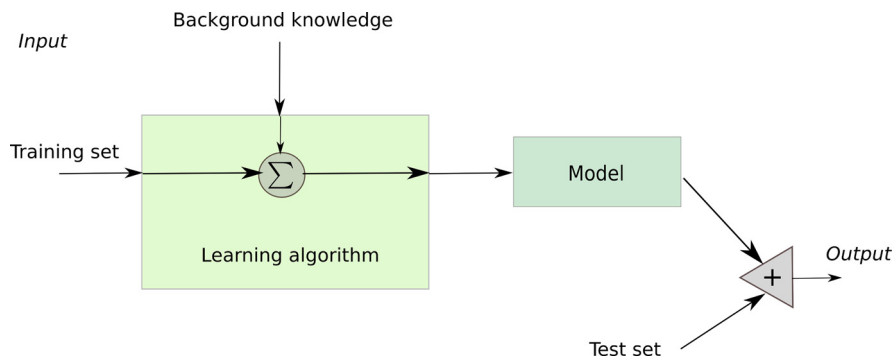 Background knowledge
Input
Training set
∑
Model
Learning algorithm
Output
+
Test set